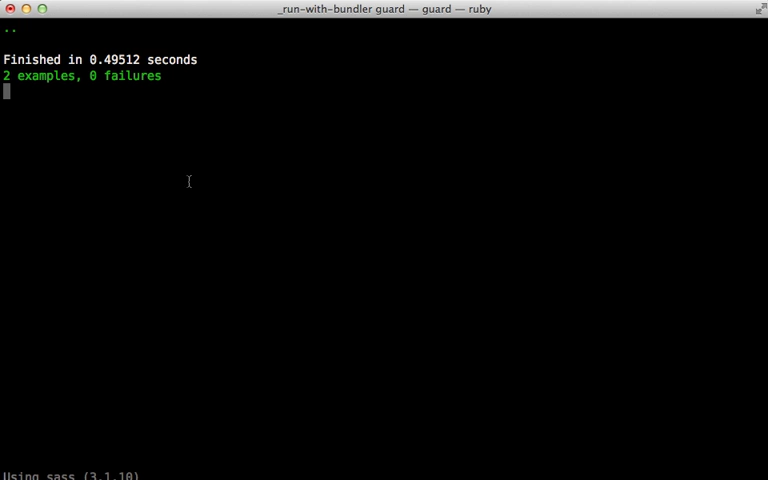 _run-with-bundler guard — guard — ruby
..
Finished in 0.49512 seconds
2 examples, 0 failures
Using sass (3.1.10)